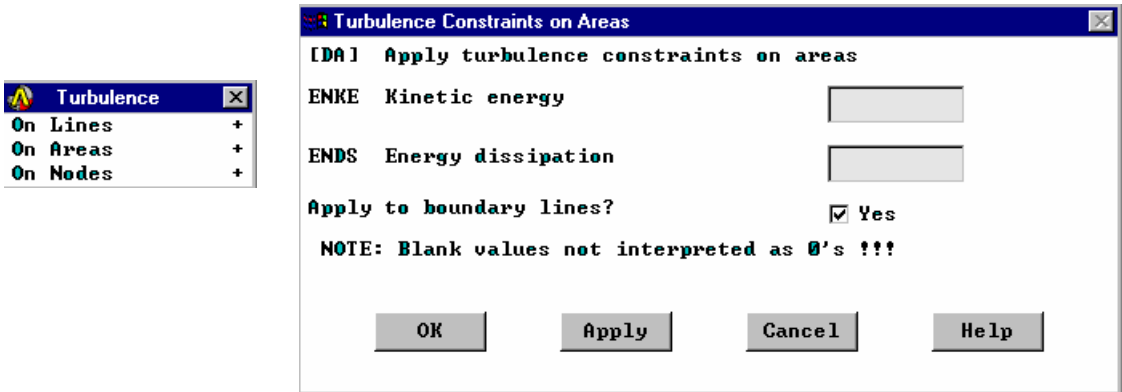 Turbulence
On Lines +
On Areas +
On Nodes +
Turbulence Constraints on Areas
[DA] Apply turbulence constraints on areas
ENKE Kinetic energy
ENDS Energy dissipation
Apply to boundary lines? Yes
NOTE: Blank values not interpreted as 0's !!!
OK Apply Cancel Help